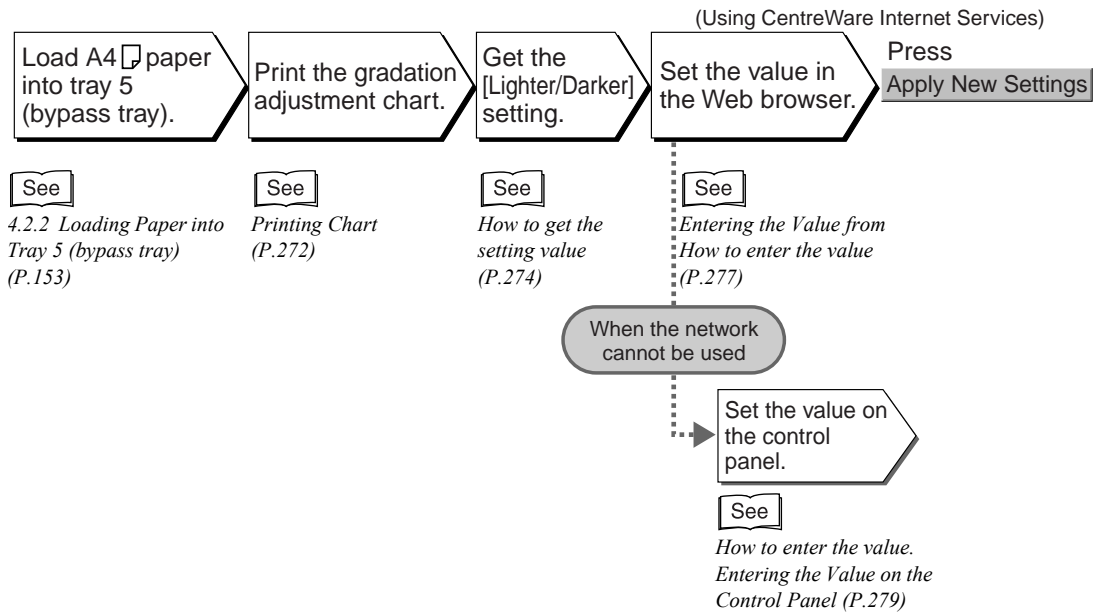 (Using CentreWare Internet Services)
Load A4 paper
into tray 5
(bypass tray).
Print the gradation
adjustment chart.
Get the
[Lighter/Darker]
setting.
Set the value in
the Web browser.
Press
Apply New Settings
See
4.2.2 Loading Paper into
Tray 5 (bypass tray)
(P.153)
See
Printing Chart
(P.272)
See
How to get the
setting value
(P.274)
See
Entering the Value from
How to enter the value
(P.277)
When the network
cannot be used
Set the value on
the control
panel.
See
How to enter the value.
Entering the Value on the
Control Panel (P.279)